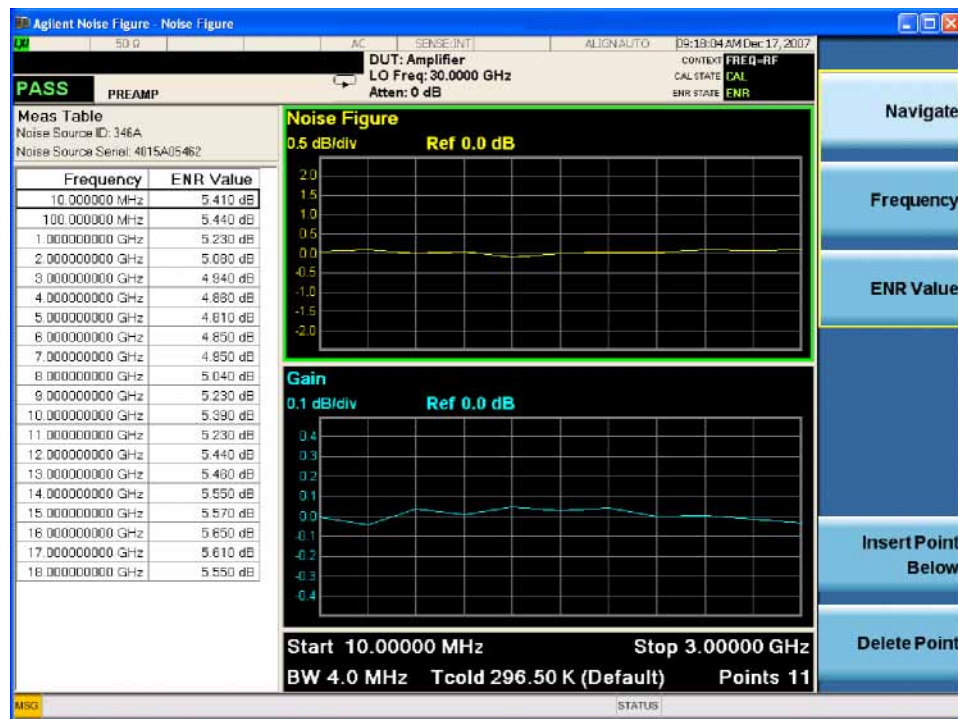 Agilent Noise Figure - Noise Figure
LXI 50 Ω AC SENSE:INT ALIGNAUTO 09:18:04 AM Dec 17, 2007
DUT: Amplifier CONTEXT FREQ=RF
LO Freq: 30.0000 GHz CAL STATE CAL
PASS PREAMP Atten: 0 dB ENR STATE ENR
Meas Table
Noise Source ID: 346A
Noise Source Serial: 4015A05462
Frequency ENR Value
10.000000 MHz 5.410 dB
100.000000 MHz 5.440 dB
1.000000000 GHz 5.230 dB
2.000000000 GHz 5.080 dB
3.000000000 GHz 4.940 dB
4.000000000 GHz 4.880 dB
5.000000000 GHz 4.810 dB
6.000000000 GHz 4.850 dB
7.000000000 GHz 4.950 dB
8.000000000 GHz 5.040 dB
9.000000000 GHz 5.230 dB
10.000000000 GHz 5.390 dB
11.000000000 GHz 5.230 dB
12.000000000 GHz 5.440 dB
13.000000000 GHz 5.460 dB
14.000000000 GHz 5.550 dB
15.000000000 GHz 5.570 dB
16.000000000 GHz 5.650 dB
17.000000000 GHz 5.610 dB
18.000000000 GHz 5.550 dB
Noise Figure
0.5 dB/div Ref 0.0 dB
2.0
1.5
1.0
0.5
0.0
-0.5
-1.0
-1.5
-2.0
Gain
0.1 dB/div Ref 0.0 dB
0.4
0.3
0.2
0.1
0.0
-0.1
-0.2
-0.3
-0.4
Start 10.00000 MHz Stop 3.00000 GHz
BW 4.0 MHz Tcold 296.50 K (Default) Points 11
Navigate
Frequency
ENR Value
Insert Point
Below
Delete Point
MSG STATUS